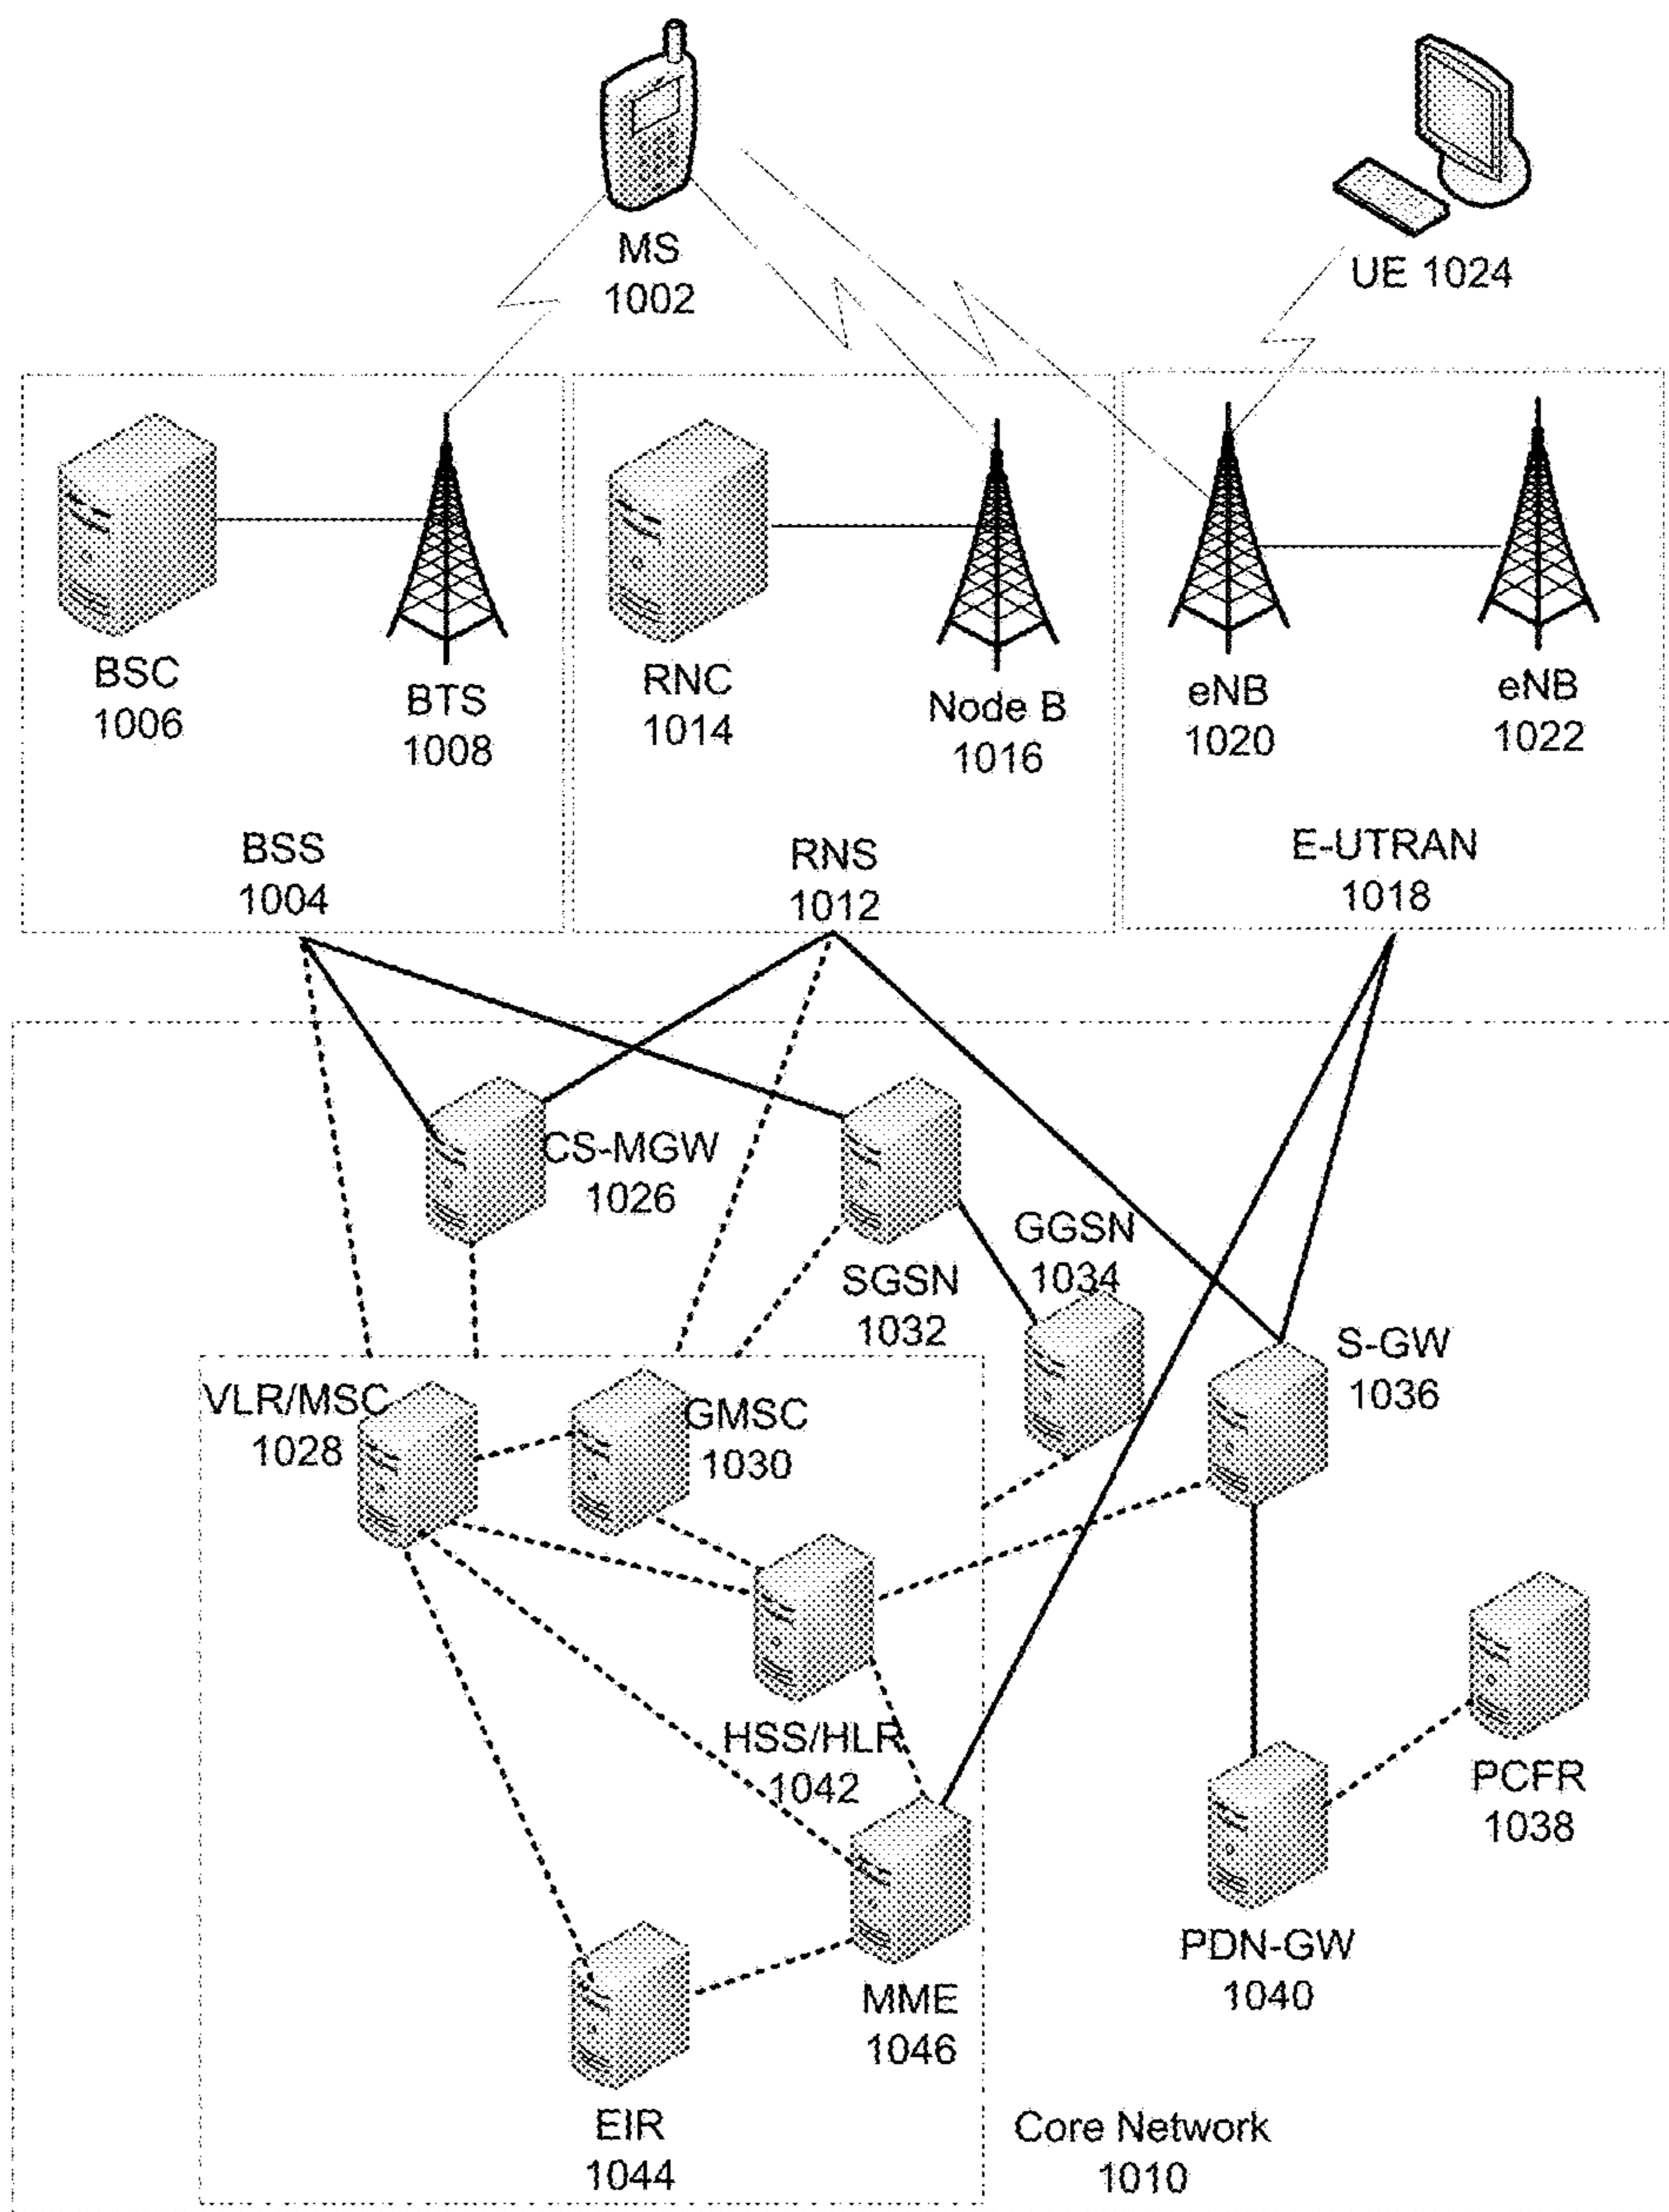 MS
1002
UE 1024
BSC
1006
BTS
1008
RNC
1014
Node B
1016
eNB
1020
eNB
1022
BSS
1004
RNS
1012
E-UTRAN
1018
CS-MGW
1026
SGSN
1032
GGSN
1034
S-GW
1036
VLR/MSC
1028
GMSC
1030
HSS/HLR
1042
PCFR
1038
PDN-GW
1040
MME
1046
EIR
1044
Core Network
1010